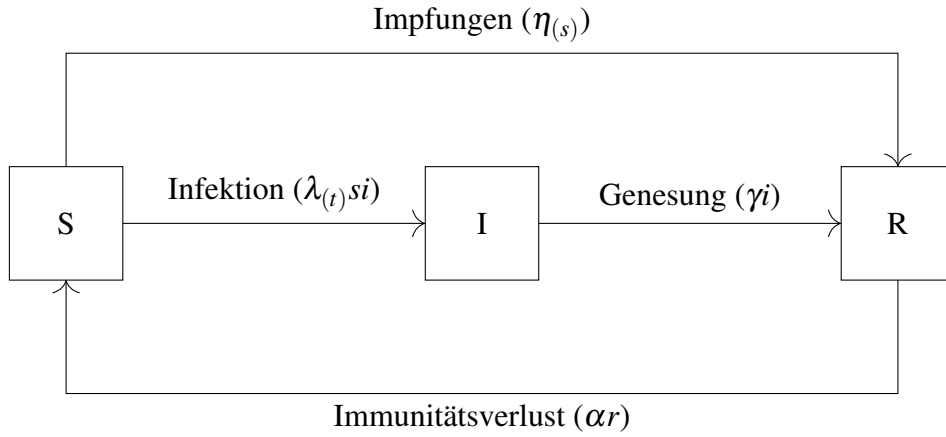 Impfungen (η(s))
Infektion (λ(t)si)
Genesung (γi)
S
I
R
Immunitätsverlust (αr)